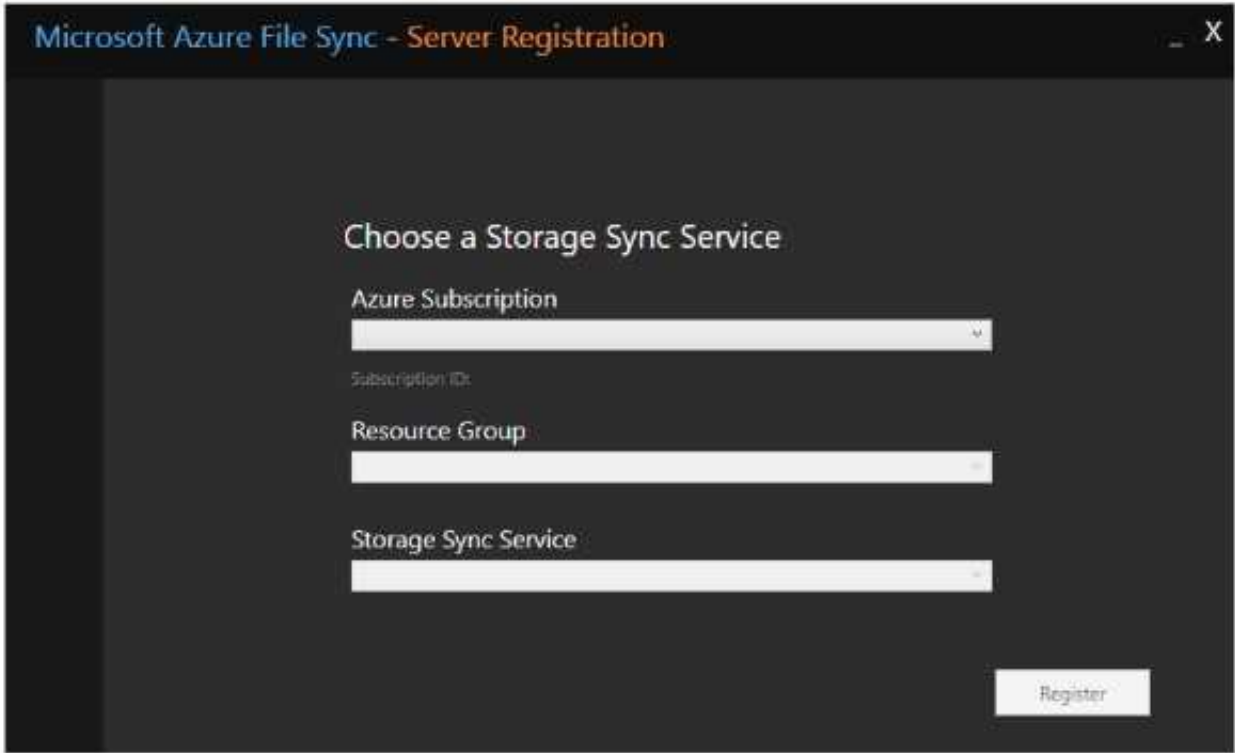 Microsoft Azure File Sync - Server Registration
_ X
Choose a Storage Sync Service
Azure Subscription
Subscription ID:
Resource Group
Storage Sync Service
Register